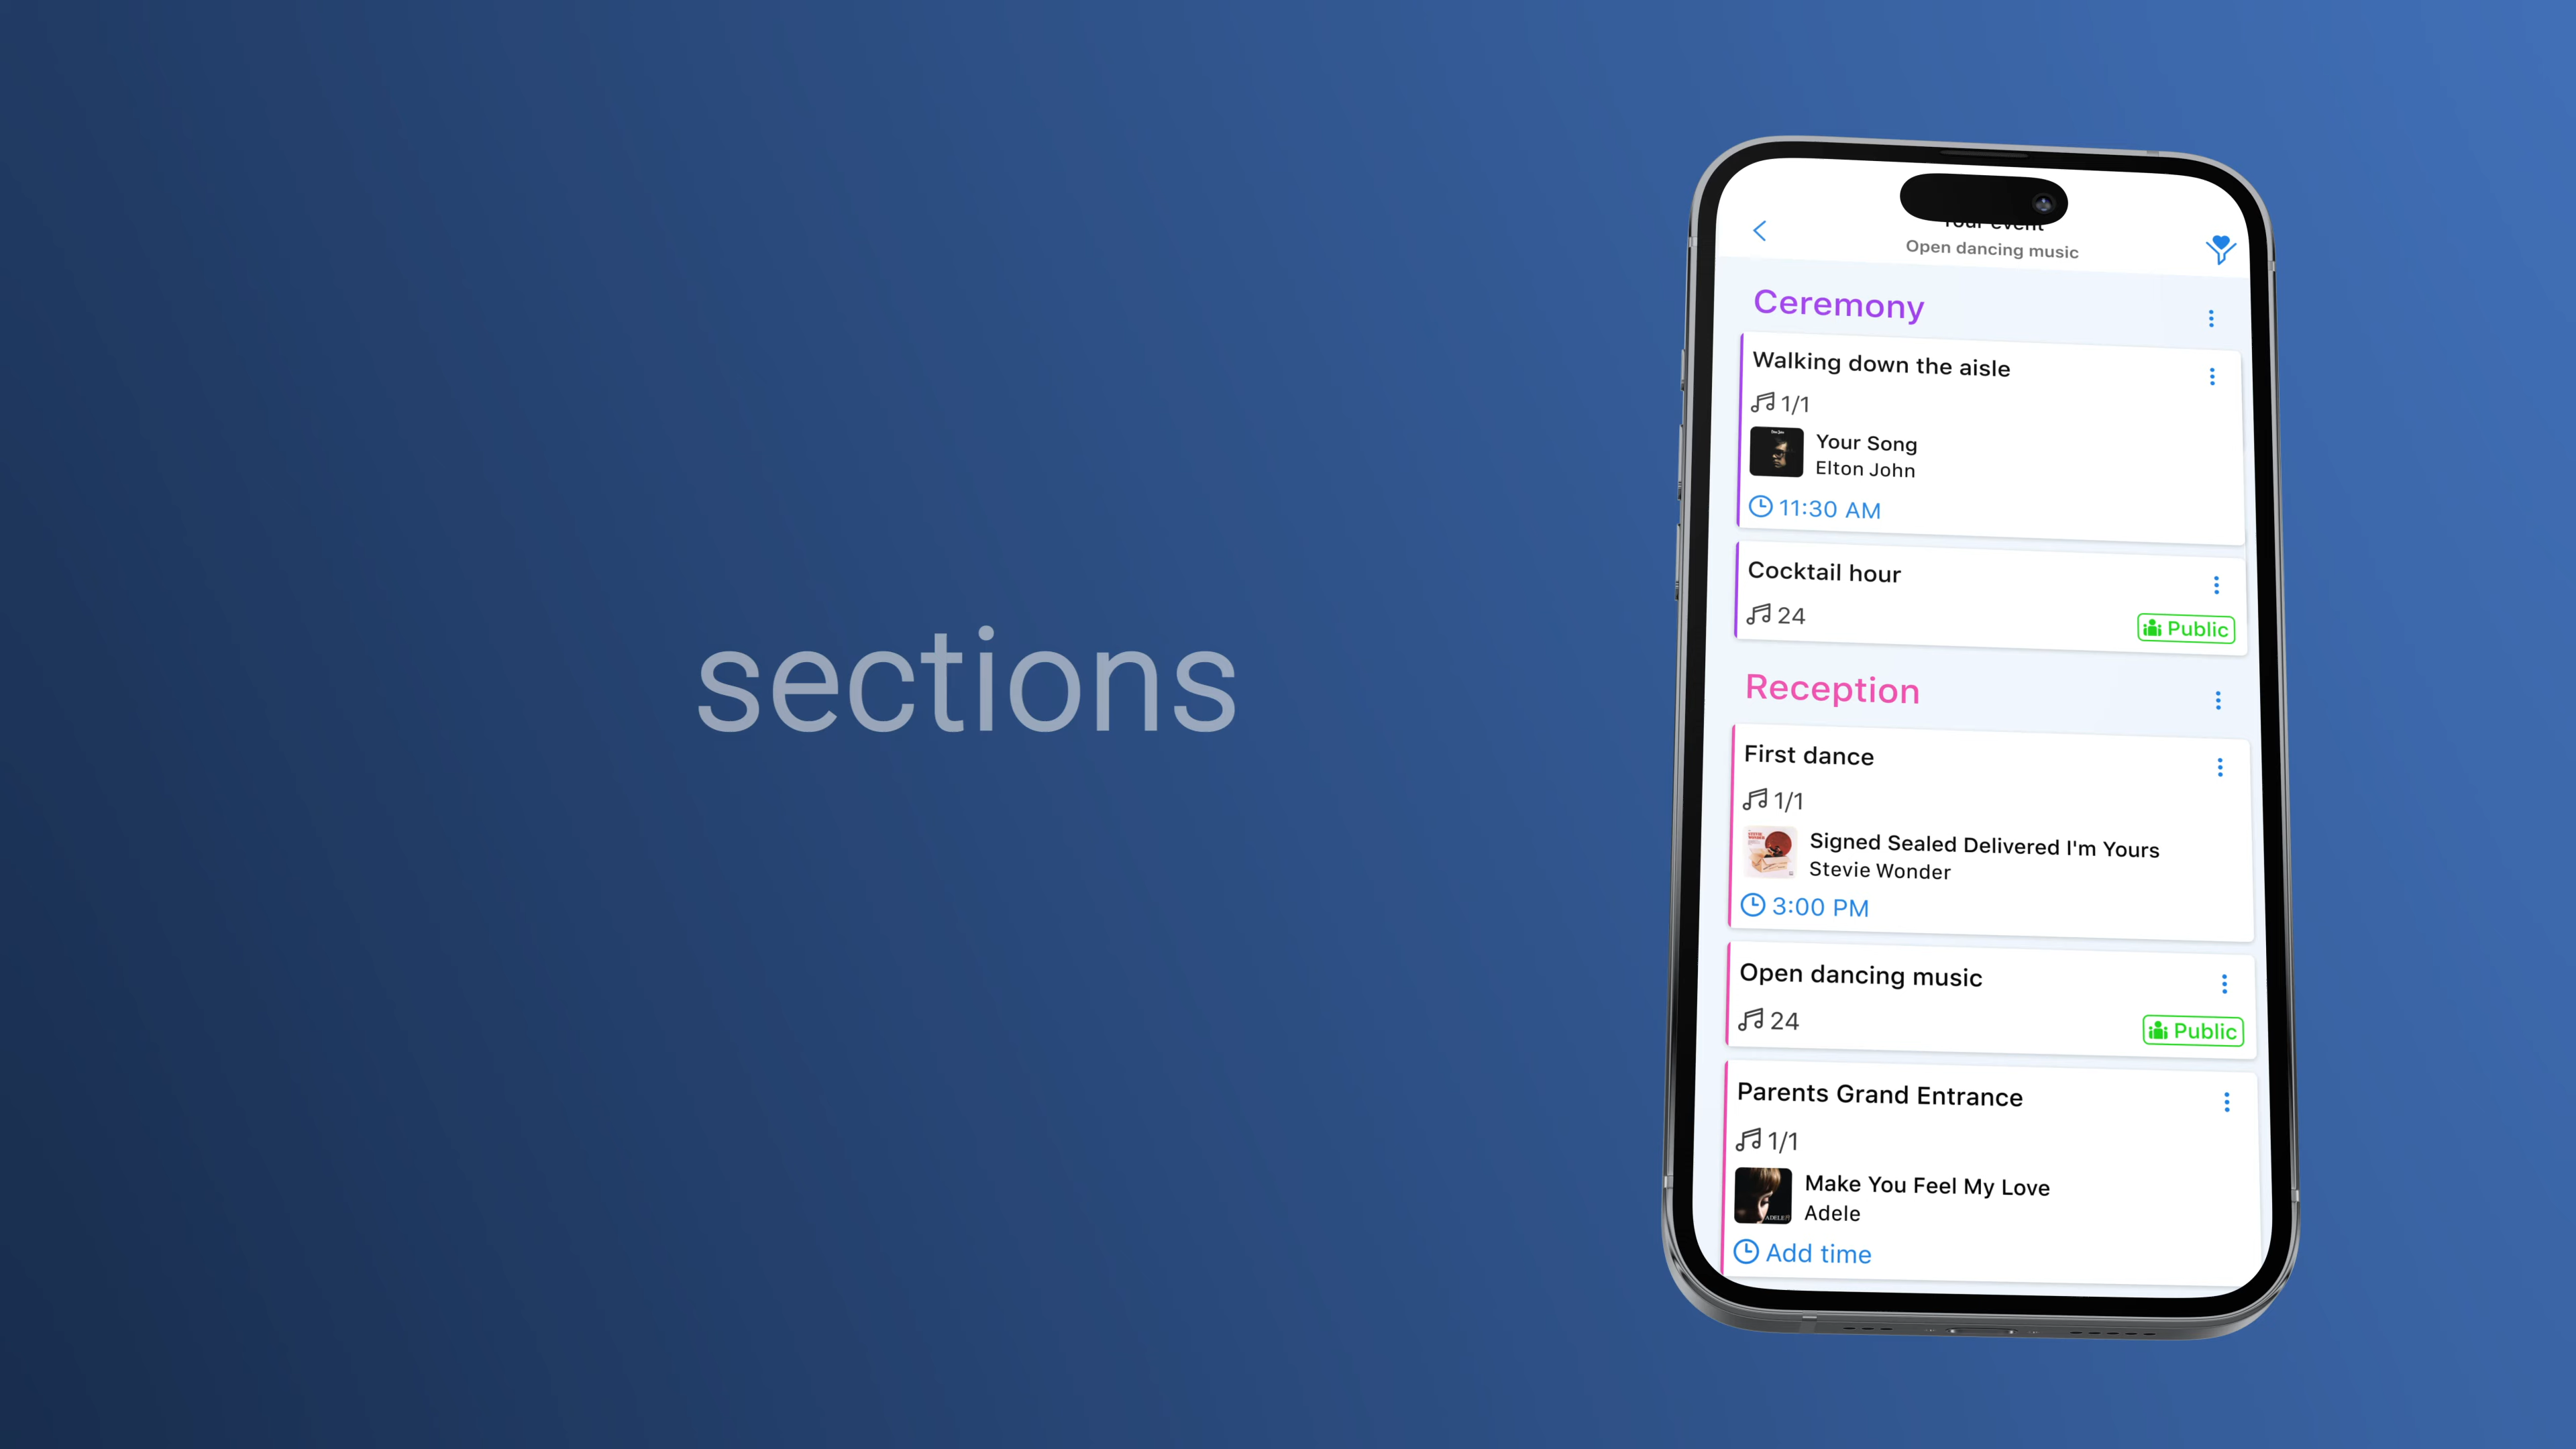 sections
Your event
Open dancing music
Ceremony
Walking down the aisle
1/1
Your Song
Elton John
11:30 AM
Cocktail hour
24
Public
Reception
First dance
1/1
Signed Sealed Delivered I'm Yours
Stevie Wonder
3:00 PM
Open dancing music
24
Public
Parents Grand Entrance
1/1
Make You Feel My Love
Adele
Add time